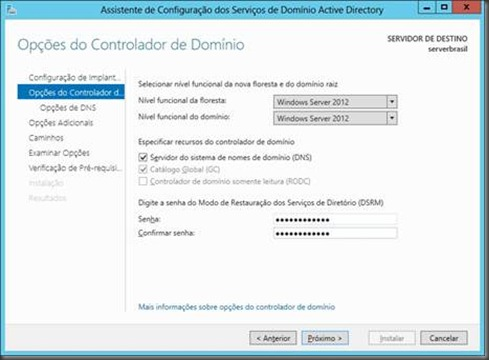 Assistente de Configuração dos Serviços de Domínio Active Directory
Opções do Controlador de Domínio
SERVIDOR DE DESTINO
serverbrasil
Configuração de Implant...
Opções do Controlador d...
Opções de DNS
Opções Adicionais
Caminhos
Examinar Opções
Verificação de Pré-requisi...
Instalação
Resultados
Selecionar nível funcional da nova floresta e do domínio raiz
Nível funcional da floresta: Windows Server 2012
Nível funcional do domínio: Windows Server 2012
Especificar recursos do controlador de domínio
Servidor do sistema de nomes de domínio (DNS)
Catálogo Global (GC)
Controlador de domínio somente leitura (RODC)
Digite a senha do Modo de Restauração dos Serviços de Diretório (DSRM)
Senha: ●●●●●●●●●●●●
Confirmar senha: ●●●●●●●●●●●●
Mais informações sobre opções do controlador de domínio
< Anterior Próximo > Instalar Cancelar